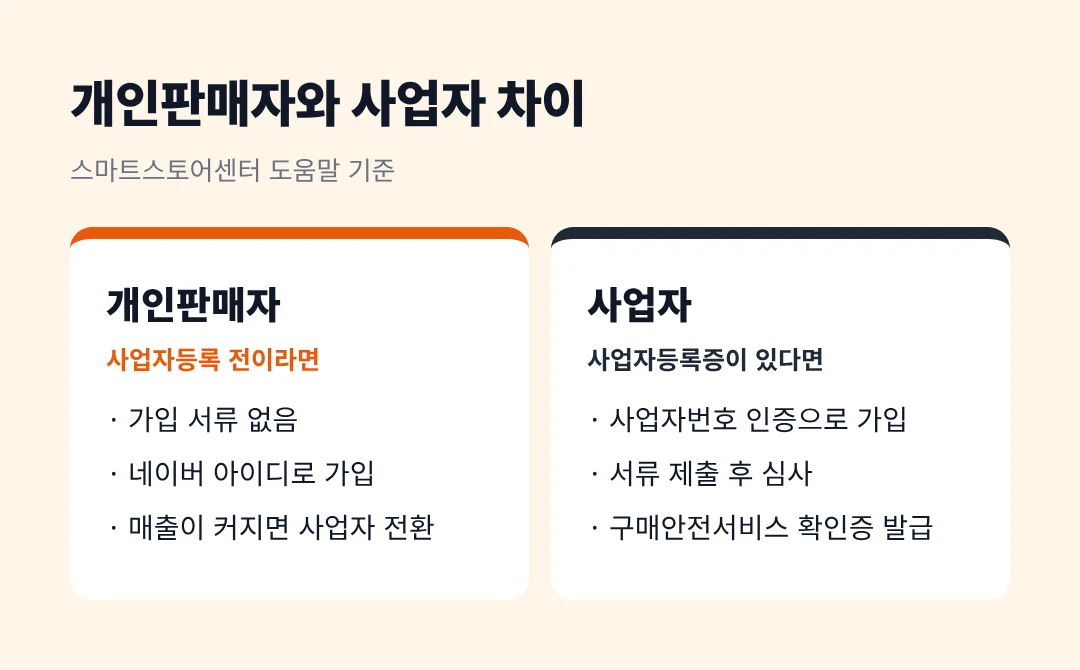 개인판매자와 사업자 차이
스마트스토어센터 도움말 기준
개인판매자
사업자등록 전이라면
· 가입 서류 없음
· 네이버 아이디로 가입
· 매출이 커지면 사업자 전환
사업자
사업자등록증이 있다면
· 사업자번호 인증으로 가입
· 서류 제출 후 심사
· 구매안전서비스 확인증 발급